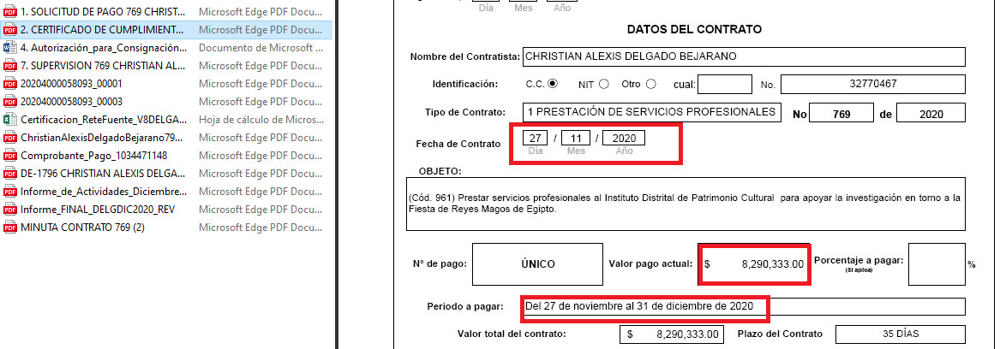 1. SOLICITUD DE PAGO 769 CHRIST... Microsoft Edge PDF Docu...
2. CERTIFICADO DE CUMPLIMIENT... Microsoft Edge PDF Docu...
4. Autorización_para_Consignación... Documento de Microsoft ...
7. SUPERVISION 769 CHRISTIAN AL... Microsoft Edge PDF Docu...
20204000058093_00001 Microsoft Edge PDF Docu...
20204000058093_00003 Microsoft Edge PDF Docu...
Certificacion_ReteFuente_V8DELGA... Hoja de cálculo de Micros...
ChristianAlexisDelgadoBejarano79... Microsoft Edge PDF Docu...
Comprobante_Pago_1034471148 Microsoft Edge PDF Docu...
DE-1796 CHRISTIAN ALEXIS DELGA... Microsoft Edge PDF Docu...
Informe_de_Actividades_Diciembre... Microsoft Edge PDF Docu...
Informe_FINAL_DELGDIC2020_REV Microsoft Edge PDF Docu...
MINUTA CONTRATO 769 (2) Microsoft Edge PDF Docu...
Día Mes Año
DATOS DEL CONTRATO
Nombre del Contratista: CHRISTIAN ALEXIS DELGADO BEJARANO
Identificación: C.C. NIT Otro cual: No. 32770467
Tipo de Contrato: 1 PRESTACIÓN DE SERVICIOS PROFESIONALES No 769 de 2020
Fecha de Contrato 27 / 11 / 2020
Día Mes Año
OBJETO:
(Cód. 961) Prestar servicios profesionales al Instituto Distrital de Patrimonio Cultural para apoyar la investigación en torno a la
Fiesta de Reyes Magos de Egipto.
N° de pago: ÚNICO Valor pago actual: $ 8,290,333.00 Porcentaje a pagar: %
(Si aplica)
Periodo a pagar: Del 27 de noviembre al 31 de diciembre de 2020
Valor total del contrato: $ 8,290,333.00 Plazo del Contrato 35 DÍAS